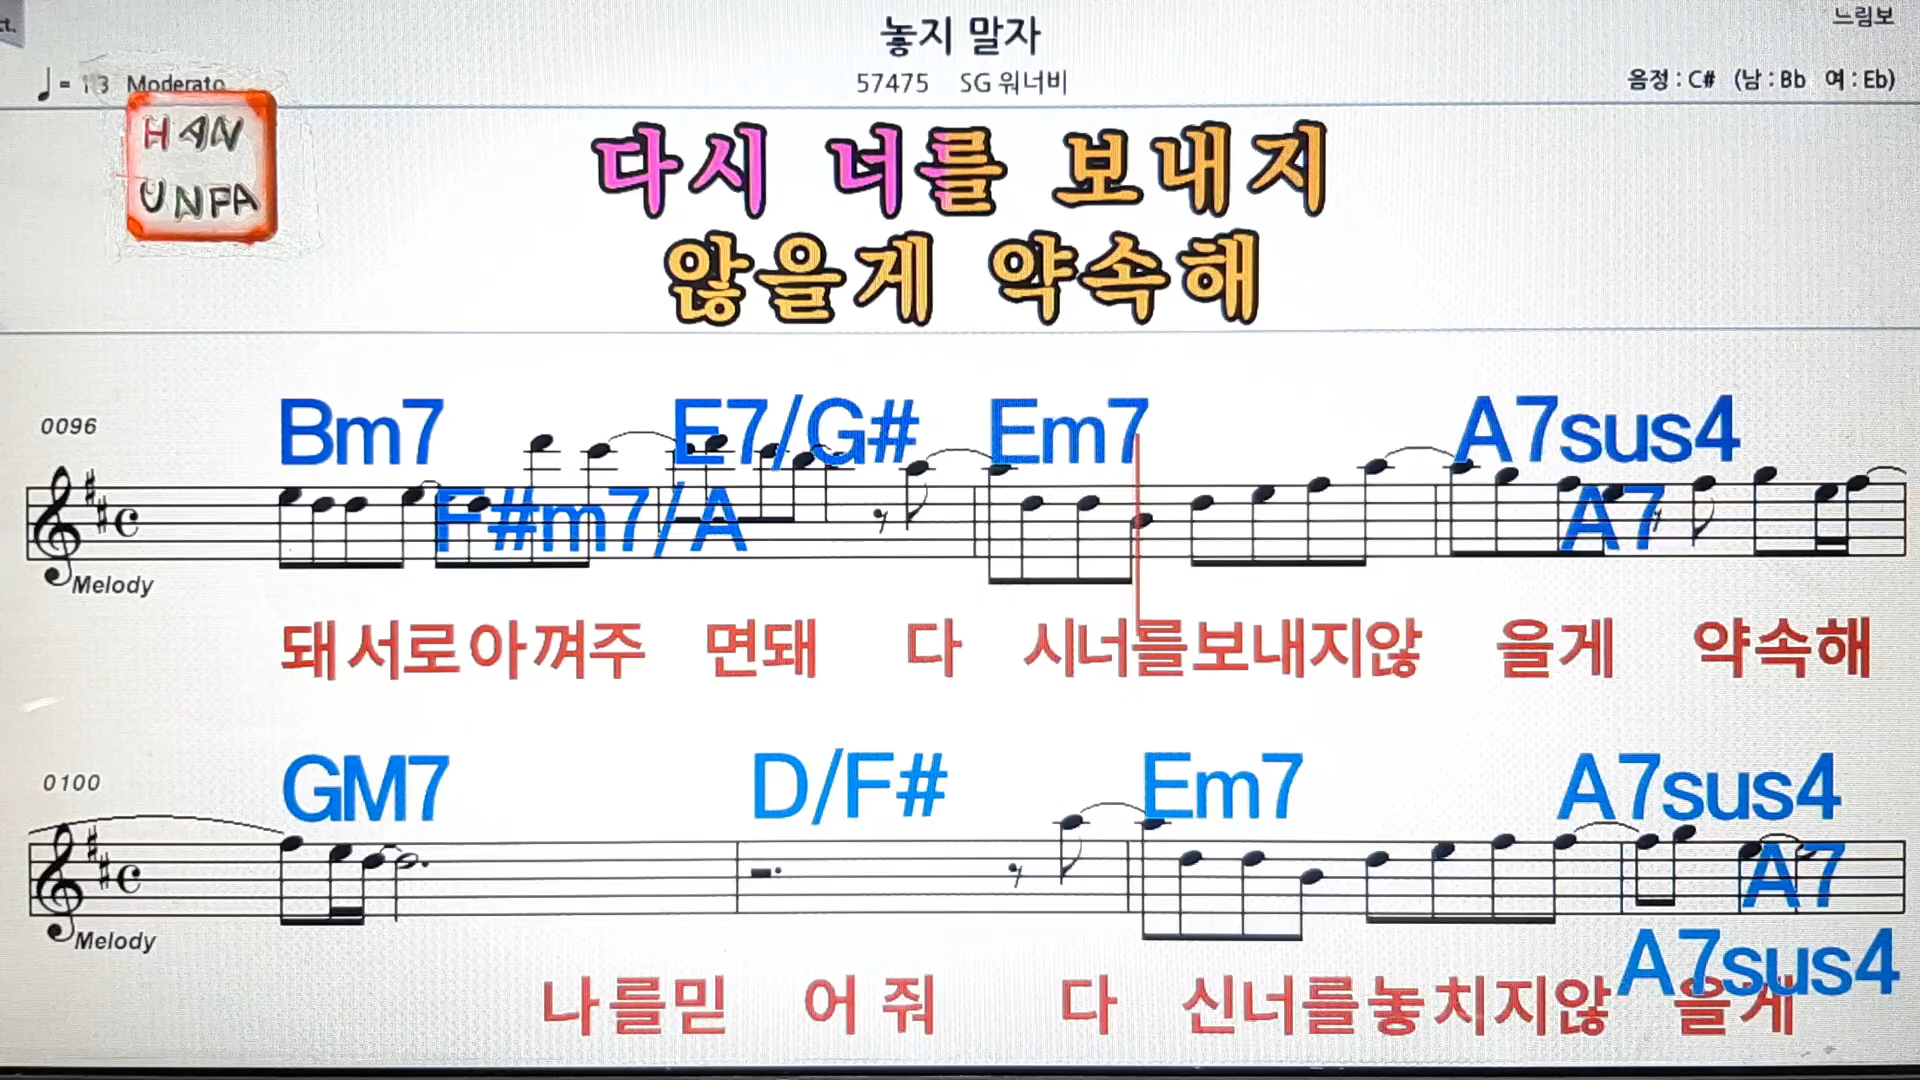 느림보
놓지 말자
Moderato
57475 SG 워너비
음정 : C# (남 : Bb 여 : Eb)
HAN
UNFA
다시 너를 보내지
않을게 약속해
0096
Bm7 E7/G# Em7 A7sus4
F#m7/A A7
Melody
돼 서로아껴주 면돼 다 시너를보내지않 을게 약속해
0100
GM7 D/F# Em7 A7sus4
A7
Melody
A7sus4
나를믿 어 줘 다 신너를놓치지않 을게